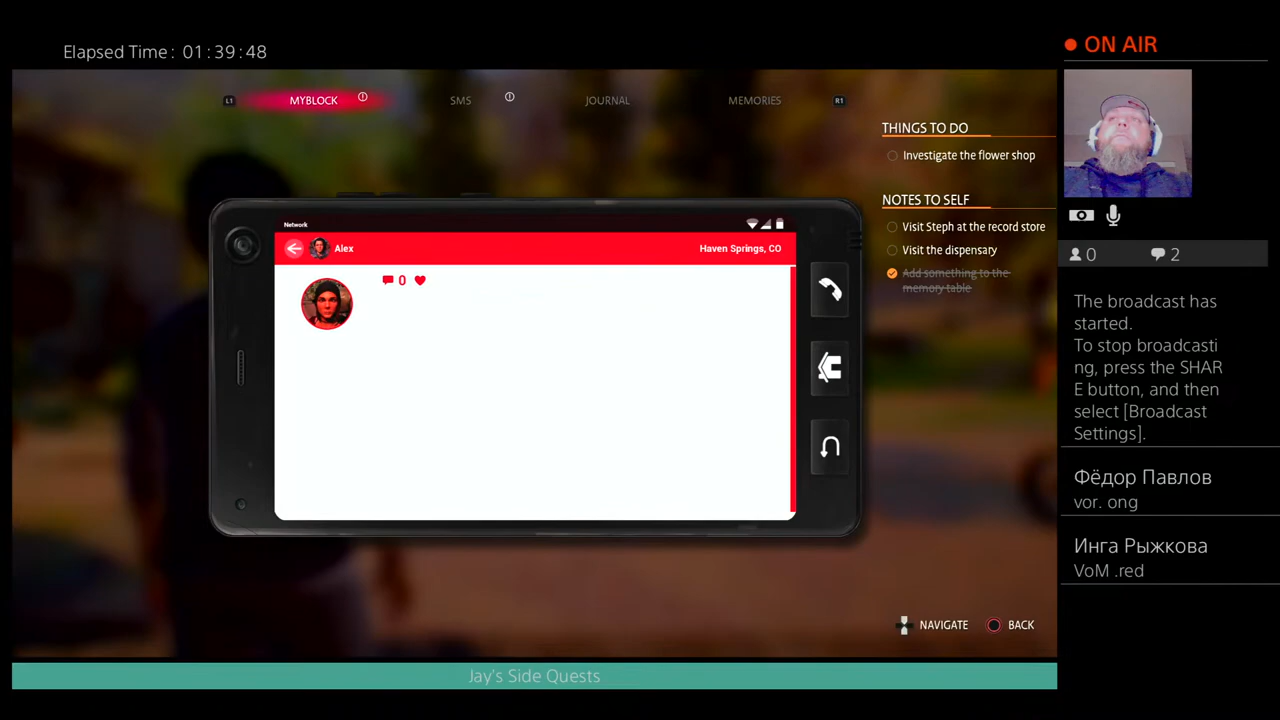 Elapsed Time: 01:39:48
ON AIR
L1
MYBLOCK
SMS
JOURNAL
MEMORIES
R1
THINGS TO DO
Investigate the flower shop
NOTES TO SELF
Visit Steph at the record store
Visit the dispensary
Add something to the
memory table
Network
Alex
Haven Springs, CO
0
NAVIGATE
BACK
Jay's Side Quests
0
2
The broadcast has
started.
To stop broadcasti
ng, press the SHAR
E button, and then
select [Broadcast
Settings].
Фёдор Павлов
vor. ong
Инга Рыжкова
VoM .red